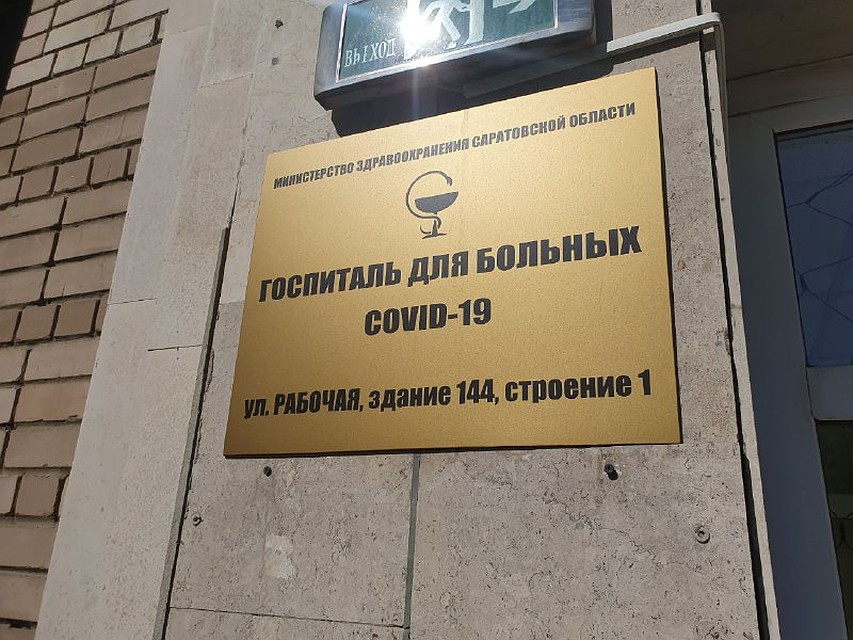 ВЫХОД
МИНИСТЕРСТВО ЗДРАВООХРАНЕНИЯ САРАТОВСКОЙ ОБЛАСТИ
ГОСПИТАЛЬ ДЛЯ БОЛЬНЫХ
COVID-19
ул. РАБОЧАЯ, здание 144, строение 1